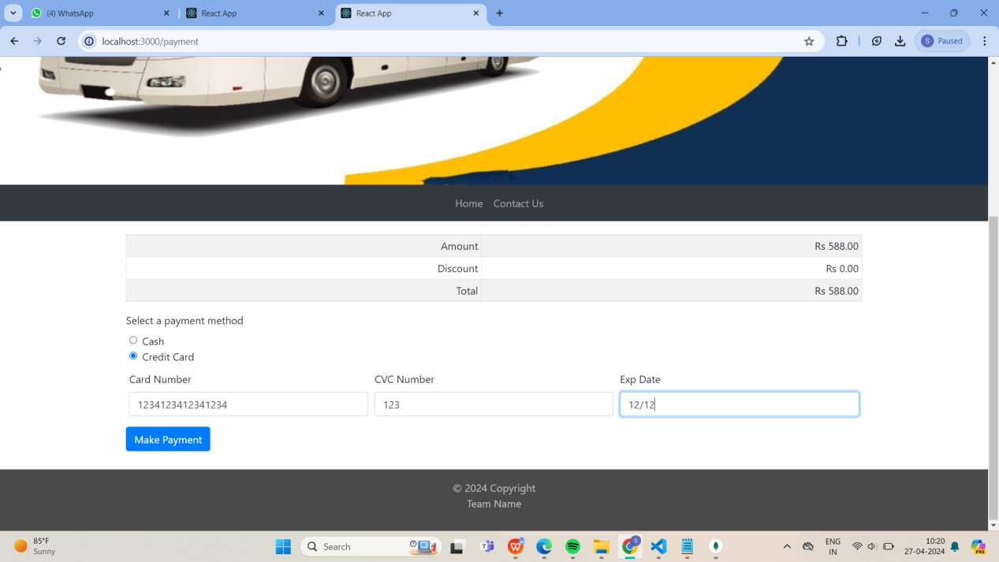 (4) WhatsApp
React App
React App
localhost:3000/payment
S Paused
Home Contact Us
Amount Rs 588.00
Discount Rs 0.00
Total Rs 588.00
Select a payment method
Cash
Credit Card
Card Number CVC Number Exp Date
1234123412341234 123 12/12
Make Payment
© 2024 Copyright
Team Name
85°F
Sunny
Search
ENG
IN
10:20
27-04-2024
PRE